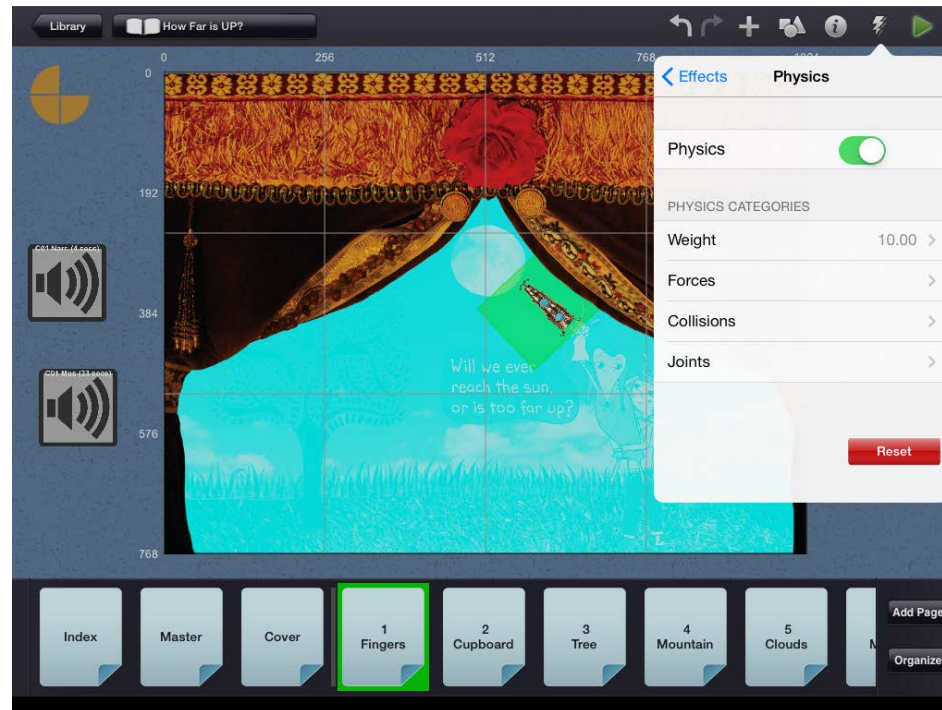 Library
How Far is UP?
0
256
512
768
1024
0
192
384
576
768
Effects
Physics
Physics
PHYSICS CATEGORIES
Weight 10.00
Forces
Collisions
Joints
Reset
C01 Narr. (4 secs)
C01 Mus (33 secs)
Will we ever
reach the sun,
or is too far up?
Index
Master
Cover
1
Fingers
2
Cupboard
3
Tree
4
Mountain
5
Clouds
Add Page
Organize